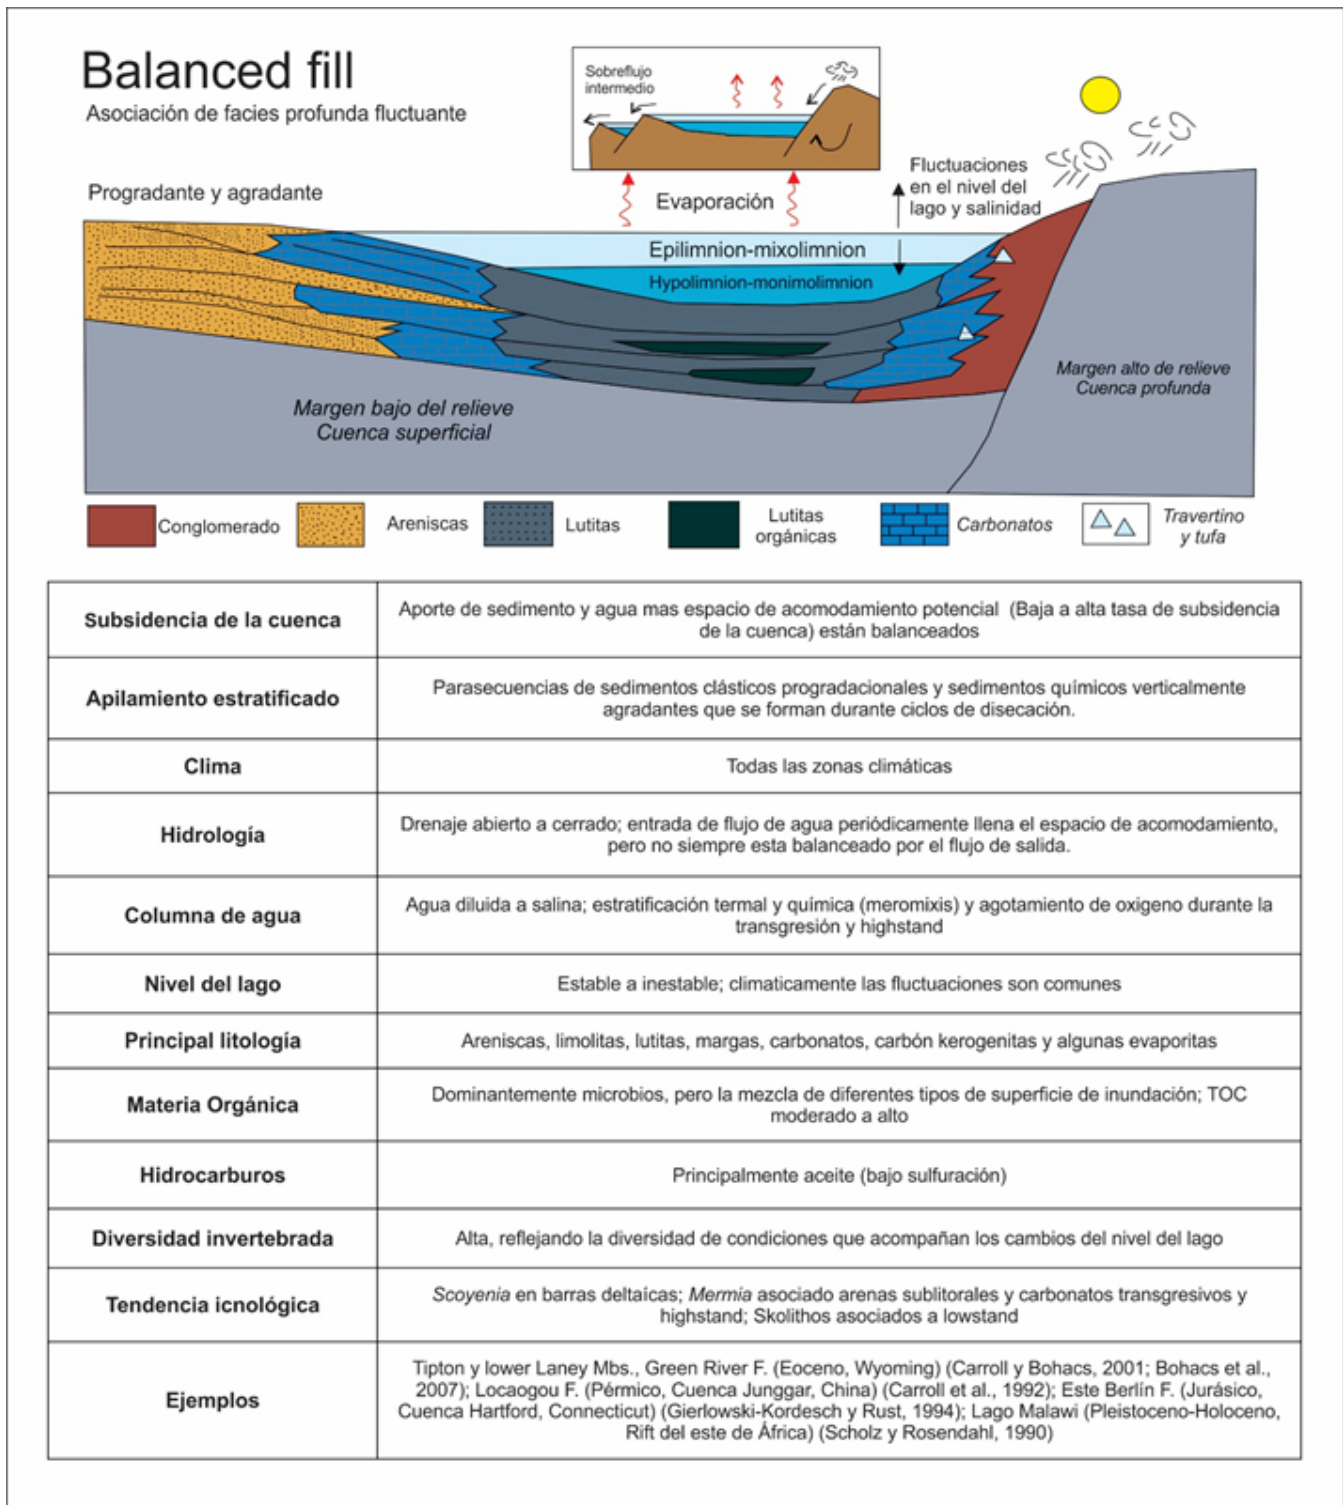 Balanced fill
Asociación de facies profunda fluctuante
Sobreflujo
intermedio
Progradante y agradante
Evaporación
Fluctuaciones
en el nivel del
lago y salinidad
Epilimnion-mixolimnion
Hypolimnion-monimolimnion
Margen bajo del relieve
Cuenca superficial
Margen alto de relieve
Cuenca profunda
Conglomerado
Areniscas
Lutitas
Lutitas
orgánicas
Carbonatos
Travertino
y tufa
Subsidencia de la cuenca
Aporte de sedimento y agua mas espacio de acomodamiento potencial (Baja a alta tasa de subsidencia
de la cuenca) están balanceados
Apilamiento estratificado
Parasecuencias de sedimentos clásticos progradacionales y sedimentos químicos verticalmente
agradantes que se forman durante ciclos de disecación.
Clima
Todas las zonas climáticas
Hidrología
Drenaje abierto a cerrado; entrada de flujo de agua periódicamente llena el espacio de acomodamiento,
pero no siempre esta balanceado por el flujo de salida.
Columna de agua
Agua diluida a salina; estratificación termal y química (meromixis) y agotamiento de oxigeno durante la
transgresión y highstand
Nivel del lago
Estable a inestable; climaticamente las fluctuaciones son comunes
Principal litología
Areniscas, limolitas, lutitas, margas, carbonatos, carbón kerogenitas y algunas evaporitas
Materia Orgánica
Dominantemente microbios, pero la mezcla de diferentes tipos de superficie de inundación; TOC
moderado a alto
Hidrocarburos
Principalmente aceite (bajo sulfuración)
Diversidad invertebrada
Alta, reflejando la diversidad de condiciones que acompañan los cambios del nivel del lago
Tendencia icnológica
Scoyenia en barras deltaícas; Mermia asociado arenas sublitorales y carbonatos transgresivos y
highstand; Skolithos asociados a lowstand
Ejemplos
Tipton y lower Laney Mbs., Green River F. (Eoceno, Wyoming) (Carroll y Bohacs, 2001; Bohacs et al.,
2007); Locaogou F. (Pérmico, Cuenca Junggar, China) (Carroll et al., 1992); Este Berlín F. (Jurásico,
Cuenca Hartford, Connecticut) (Gierlowski-Kordesch y Rust, 1994); Lago Malawi (Pleistoceno-Holoceno,
Rift del este de África) (Scholz y Rosendahl, 1990)